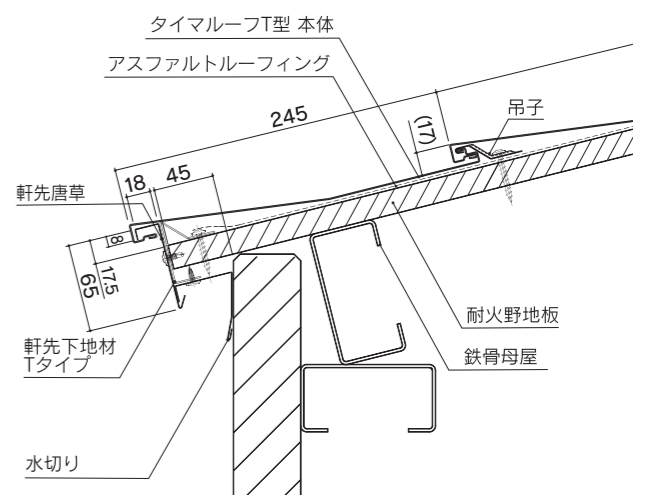 タイマルーフT型 本体
アスファルトルーフィング
245
(17)
吊子
18
45
軒先唐草
8
17.5
65
軒先下地材
Tタイプ
耐火野地板
鉄骨母屋
水切り